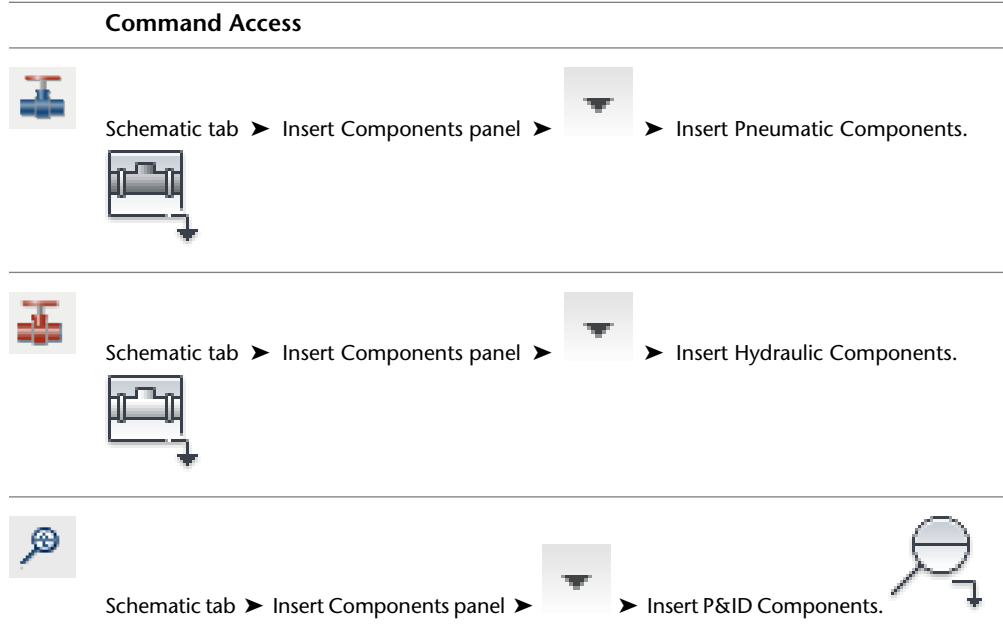 Command Access
Schematic tab ➤ Insert Components panel ➤ ➤ Insert Pneumatic Components.
Schematic tab ➤ Insert Components panel ➤ ➤ Insert Hydraulic Components.
Schematic tab ➤ Insert Components panel ➤ ➤ Insert P&ID Components.